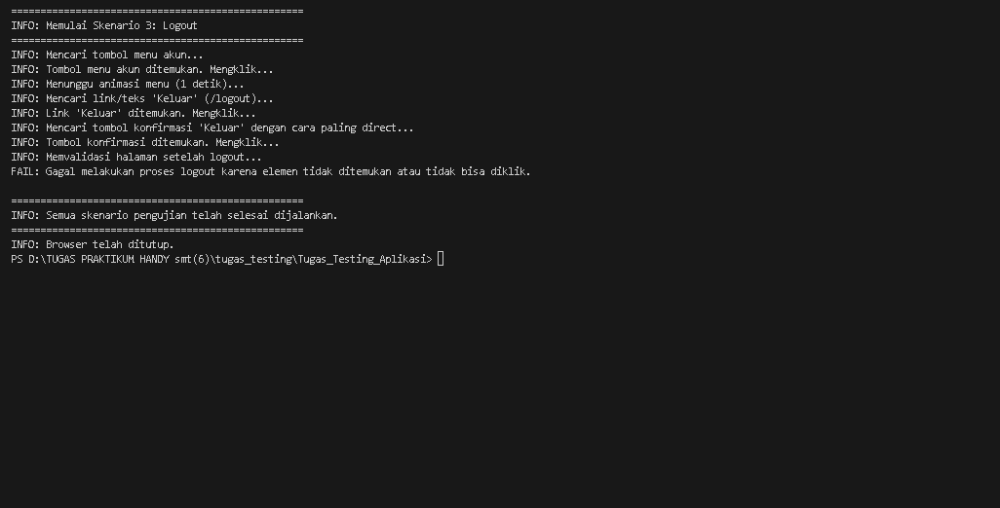 ==================================================
INFO: Memulai Skenario 3: Logout
==================================================
INFO: Mencari tombol menu akun...
INFO: Tombol menu akun ditemukan. Mengklik...
INFO: Menunggu animasi menu (1 detik)...
INFO: Mencari link/teks 'Keluar' (/logout)...
INFO: Link 'Keluar' ditemukan. Mengklik...
INFO: Mencari tombol konfirmasi 'Keluar' dengan cara paling direct...
INFO: Tombol konfirmasi ditemukan. Mengklik...
INFO: Memvalidasi halaman setelah logout...
FAIL: Gagal melakukan proses logout karena elemen tidak ditemukan atau tidak bisa diklik.
==================================================
INFO: Semua skenario pengujian telah selesai dijalankan.
==================================================
INFO: Browser telah ditutup.
PS D:\TUGAS PRAKTIKUM HANDY smt(6)\tugas_testing\Tugas_Testing_Aplikasi>